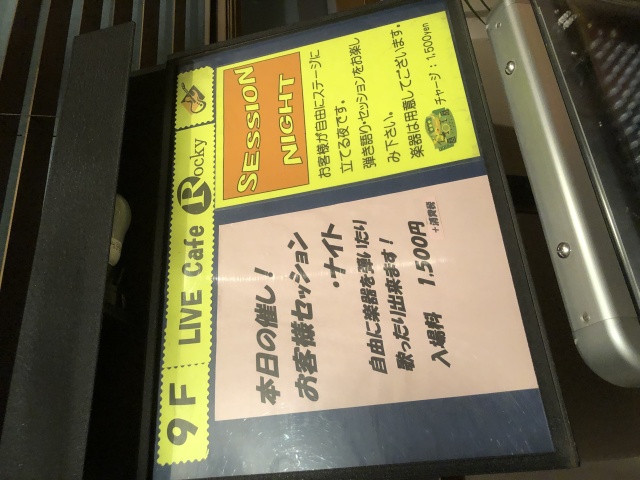 9F LIVE Cafe Rocky
SESSION
NIGHT
お客様が自由にステージに
立てる夜です。
弾き語り・セッションをお楽し
み下さい。
楽器は用意してございます。
チャージ：1,500yen
本日の催し！
お客様セッション
・ナイト
自由に楽器を弾いたり
歌ったり出来ます！
入場料 1500円
+消費税